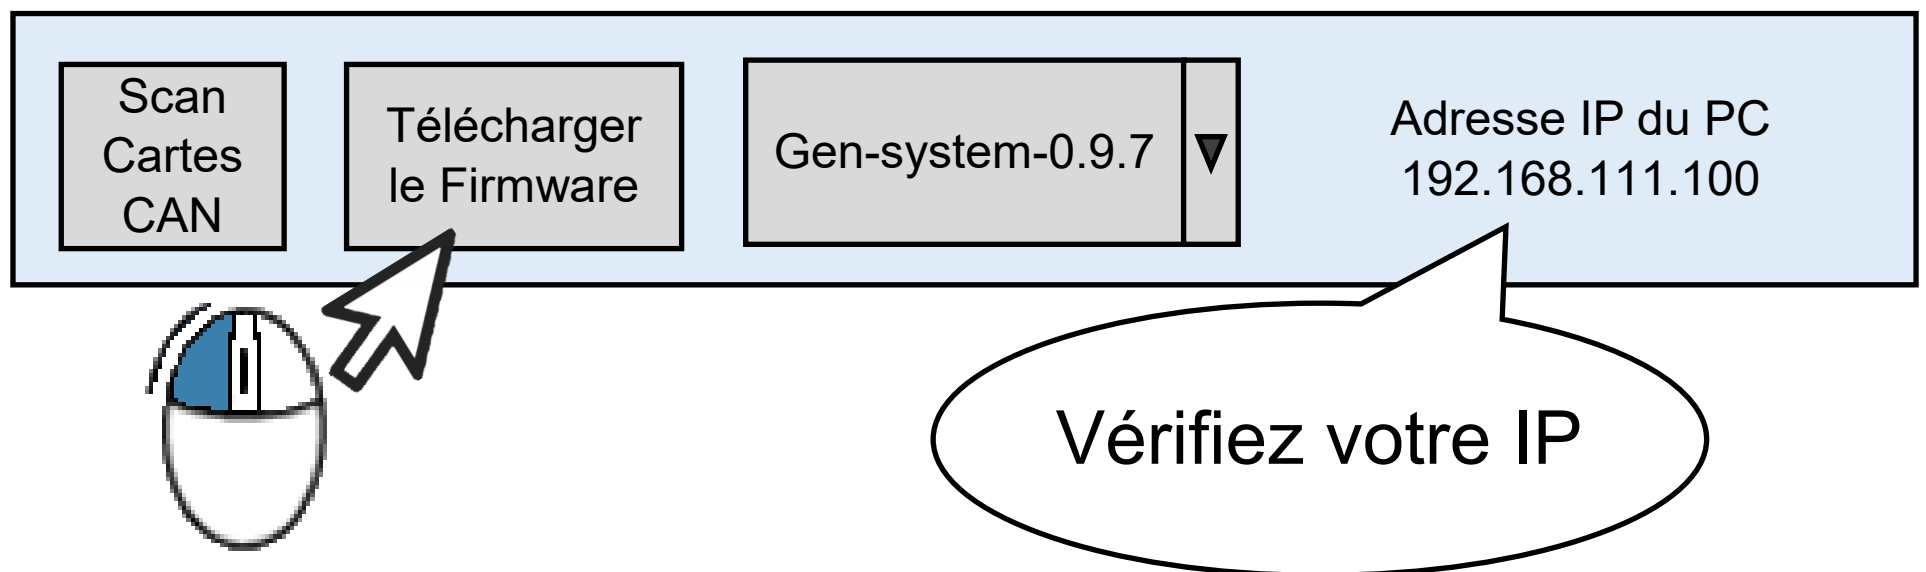 Scan
Cartes
CAN
Télécharger
le Firmware
Gen-system-0.9.7
Adresse IP du PC
192.168.111.100
Vérifiez votre IP